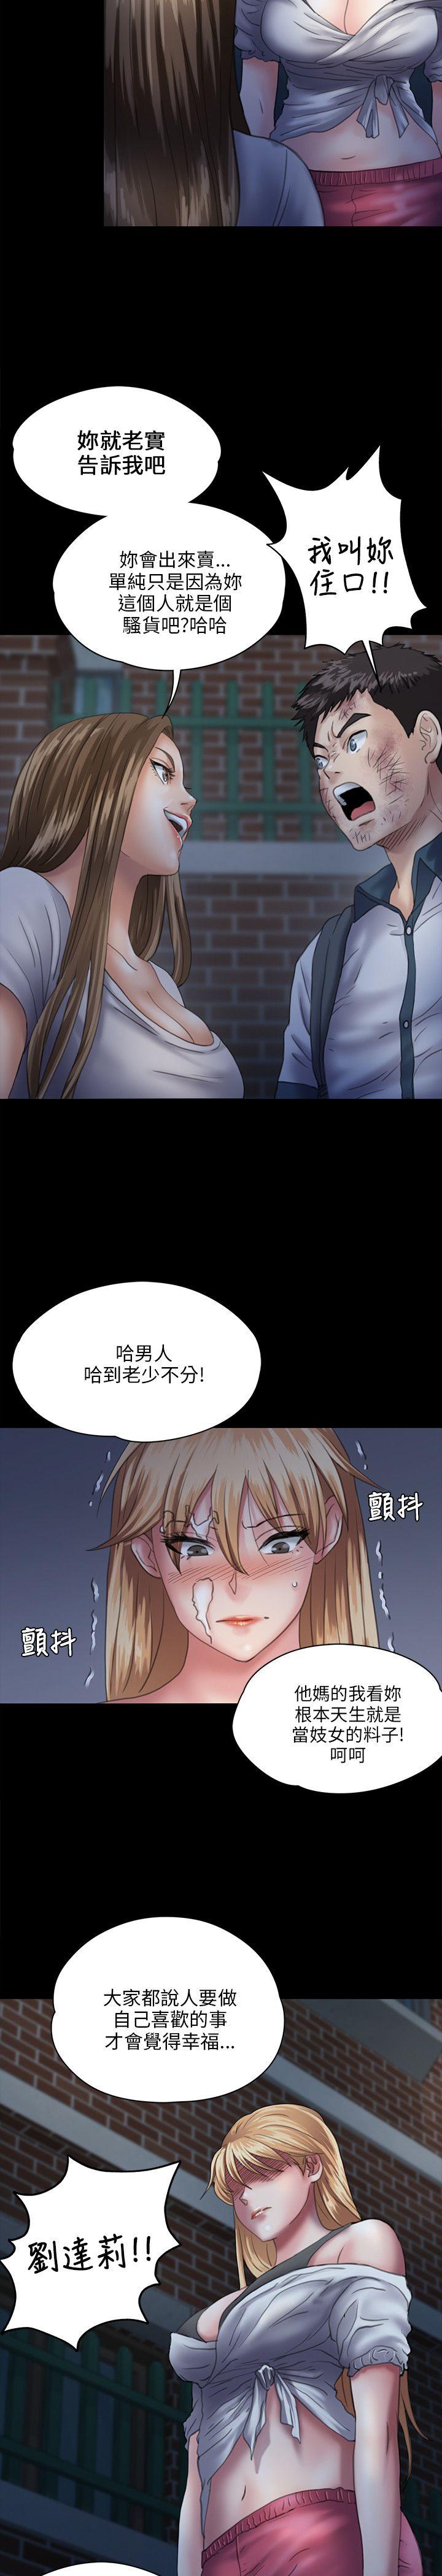 妳就老實
告訴我吧
妳會出來賣...
單純只是因為妳
這個人就是個
騷貨吧?哈哈
我叫妳
住口!!
哈男人
哈到老少不分!
顫抖
顫抖
他媽的我看妳
根本天生就是
當妓女的料子!
呵呵
大家都說人要做
自己喜歡的事
才會覺得幸福...
劉達莉!!